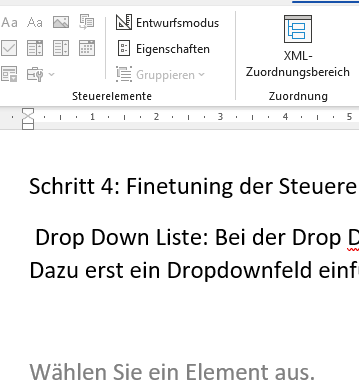 Aa Aa Entwurfsmodus
Eigenschaften
Gruppieren
XML-
Zuordnungsbereich
Steuerelemente
Zuordnung
1 2 3 4 5
Schritt 4: Finetuning der Steuere
Drop Down Liste: Bei der Drop D
Dazu erst ein Dropdownfeld einf
Wählen Sie ein Element aus.